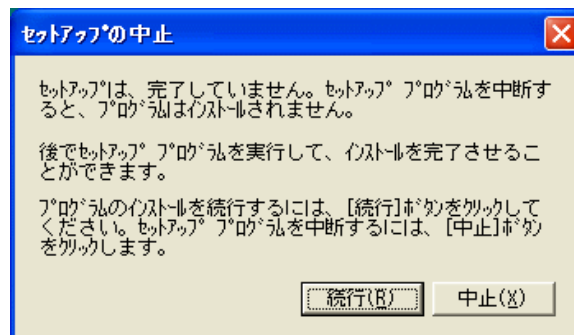 ｾｯﾄｱｯﾌﾟの中止
ｾｯﾄｱｯﾌﾟは、完了していません。ｾｯﾄｱｯﾌﾟ ﾌﾟﾛｸﾞﾗﾑを中断す
ると、ﾌﾟﾛｸﾞﾗﾑはｲﾝｽﾄｰﾙされません。
後でｾｯﾄｱｯﾌﾟ ﾌﾟﾛｸﾞﾗﾑを実行して、ｲﾝｽﾄｰﾙを完了させるこ
とができます。
ﾌﾟﾛｸﾞﾗﾑのｲﾝｽﾄｰﾙを続行するには、[続行]ﾎﾞﾀﾝをｸﾘｯｸして
ください。ｾｯﾄｱｯﾌﾟ ﾌﾟﾛｸﾞﾗﾑを中断するには、[中止]ﾎﾞﾀﾝ
をｸﾘｯｸします。
続行(R) 中止(X)